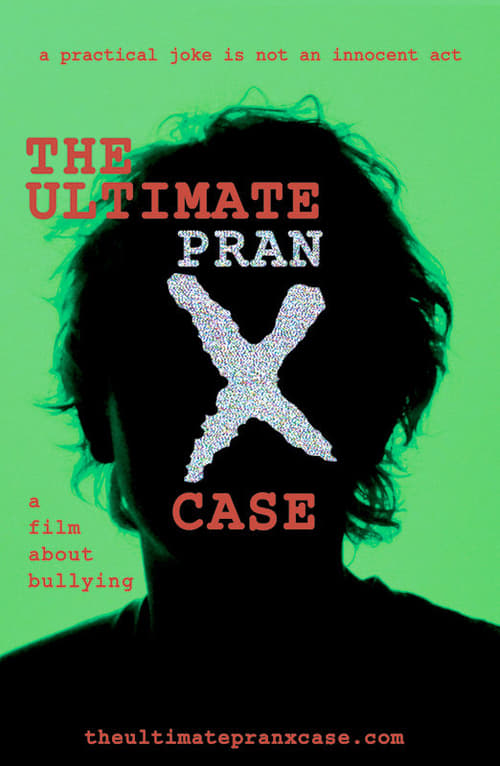 a practical joke is not an innocent act
THE
ULTIMATE
PRAN
X
CASE
a
film
about
bullying
theultimatepranxcase.com